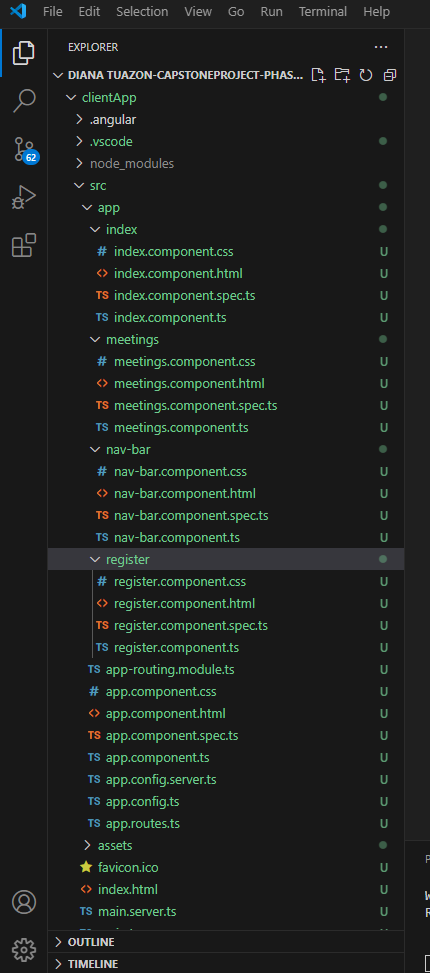 File Edit Selection View Go Run Terminal Help
EXPLORER
DIANA TUAZON-CAPSTONEPROJECT-PHAS...
clientApp
.angular
.vscode
node_modules
62
src
app
index
# index.component.css U
<> index.component.html U
TS index.component.spec.ts U
TS index.component.ts U
meetings
# meetings.component.css U
<> meetings.component.html U
TS meetings.component.spec.ts U
TS meetings.component.ts U
nav-bar
# nav-bar.component.css U
<> nav-bar.component.html U
TS nav-bar.component.spec.ts U
TS nav-bar.component.ts U
register
# register.component.css U
<> register.component.html U
TS register.component.spec.ts U
TS register.component.ts U
TS app-routing.module.ts U
# app.component.css U
<> app.component.html U
TS app.component.spec.ts U
TS app.component.ts U
TS app.config.server.ts U
TS app.config.ts U
TS app.routes.ts U
assets
favicon.ico U
<> index.html U
TS main.server.ts U
OUTLINE
TIMELINE